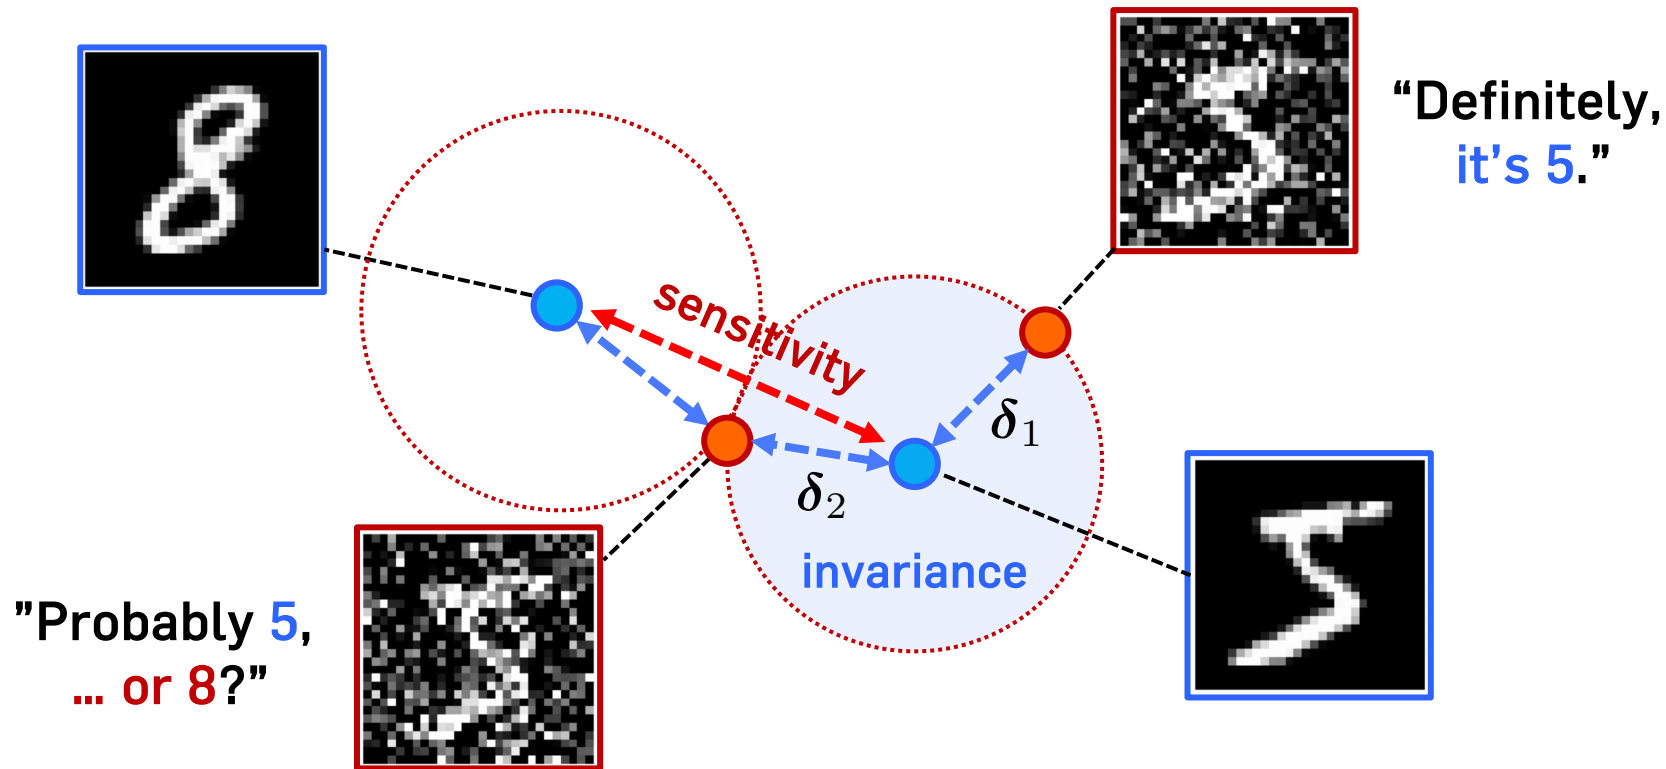 “Definitely,
it’s 5.”
sensitivity
δ1
δ2
invariance
”Probably 5,
... or 8?”